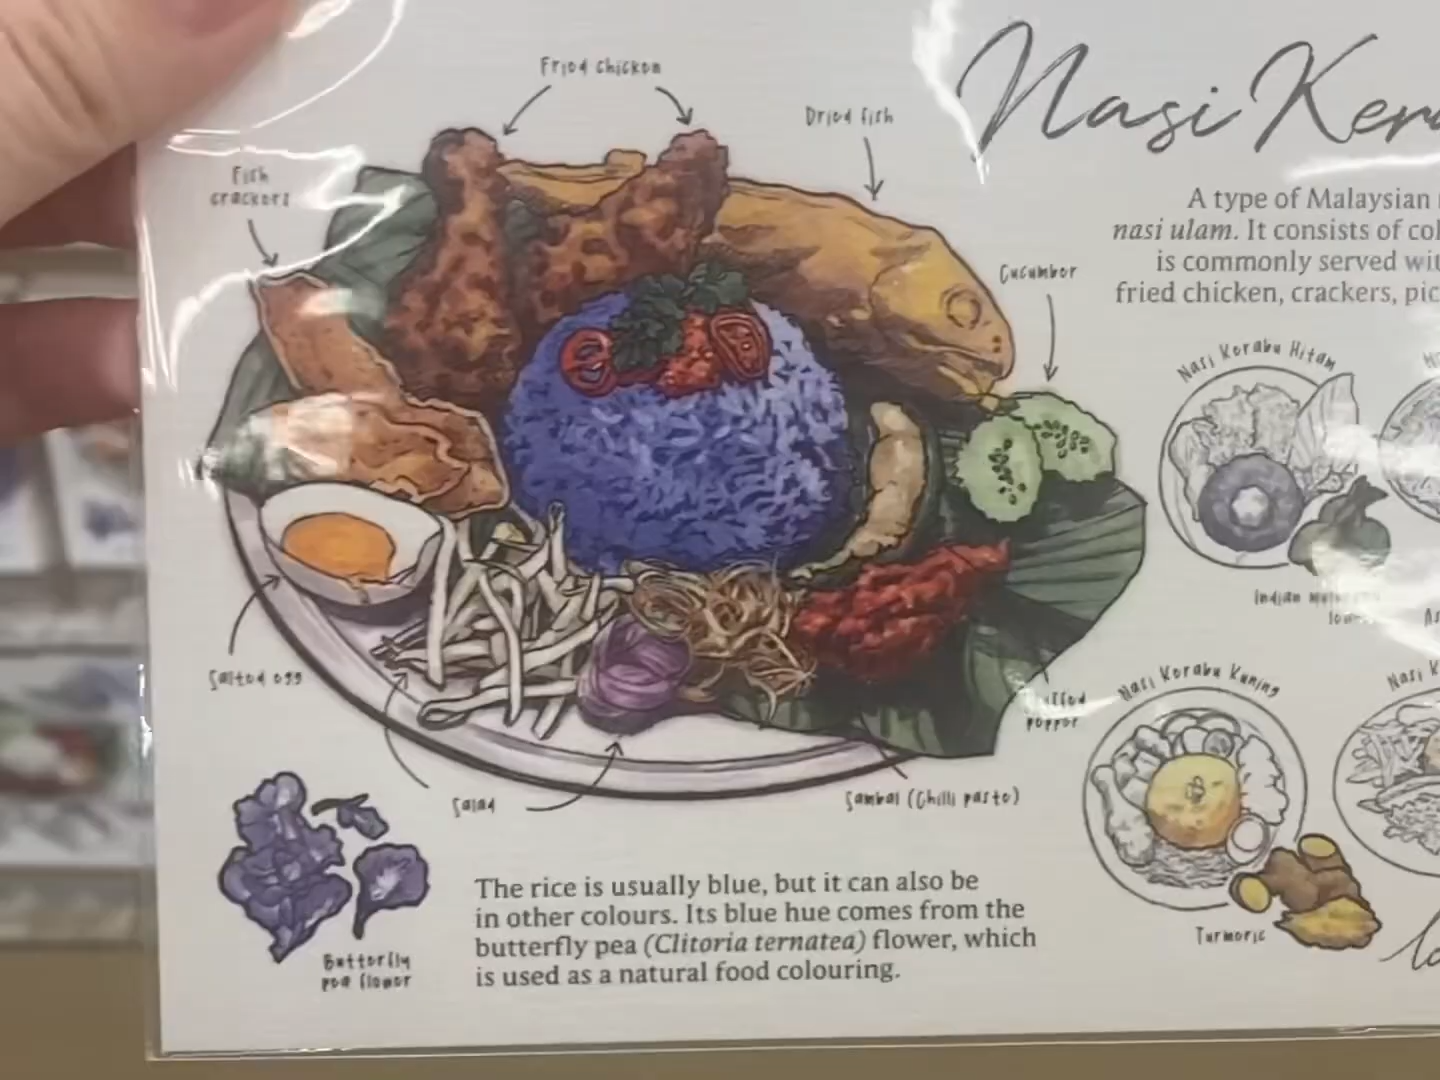 Fried chicken
Dried fish
Nasi Ker
Fish
crackers
A type of Malaysian
nasi ulam. It consists of col
is commonly served wit
fried chicken, crackers, pic
Cucumber
Nasi Kerabu Hitam
Indian
Salted egg
Nasi Kerabu Kuning
Nasi K
pepper
Salad
Sambal (Chilli paste)
The rice is usually blue, but it can also be
in other colours. Its blue hue comes from the
butterfly pea (Clitoria ternatea) flower, which
is used as a natural food colouring.
Turmeric
Butterfly
pea flower